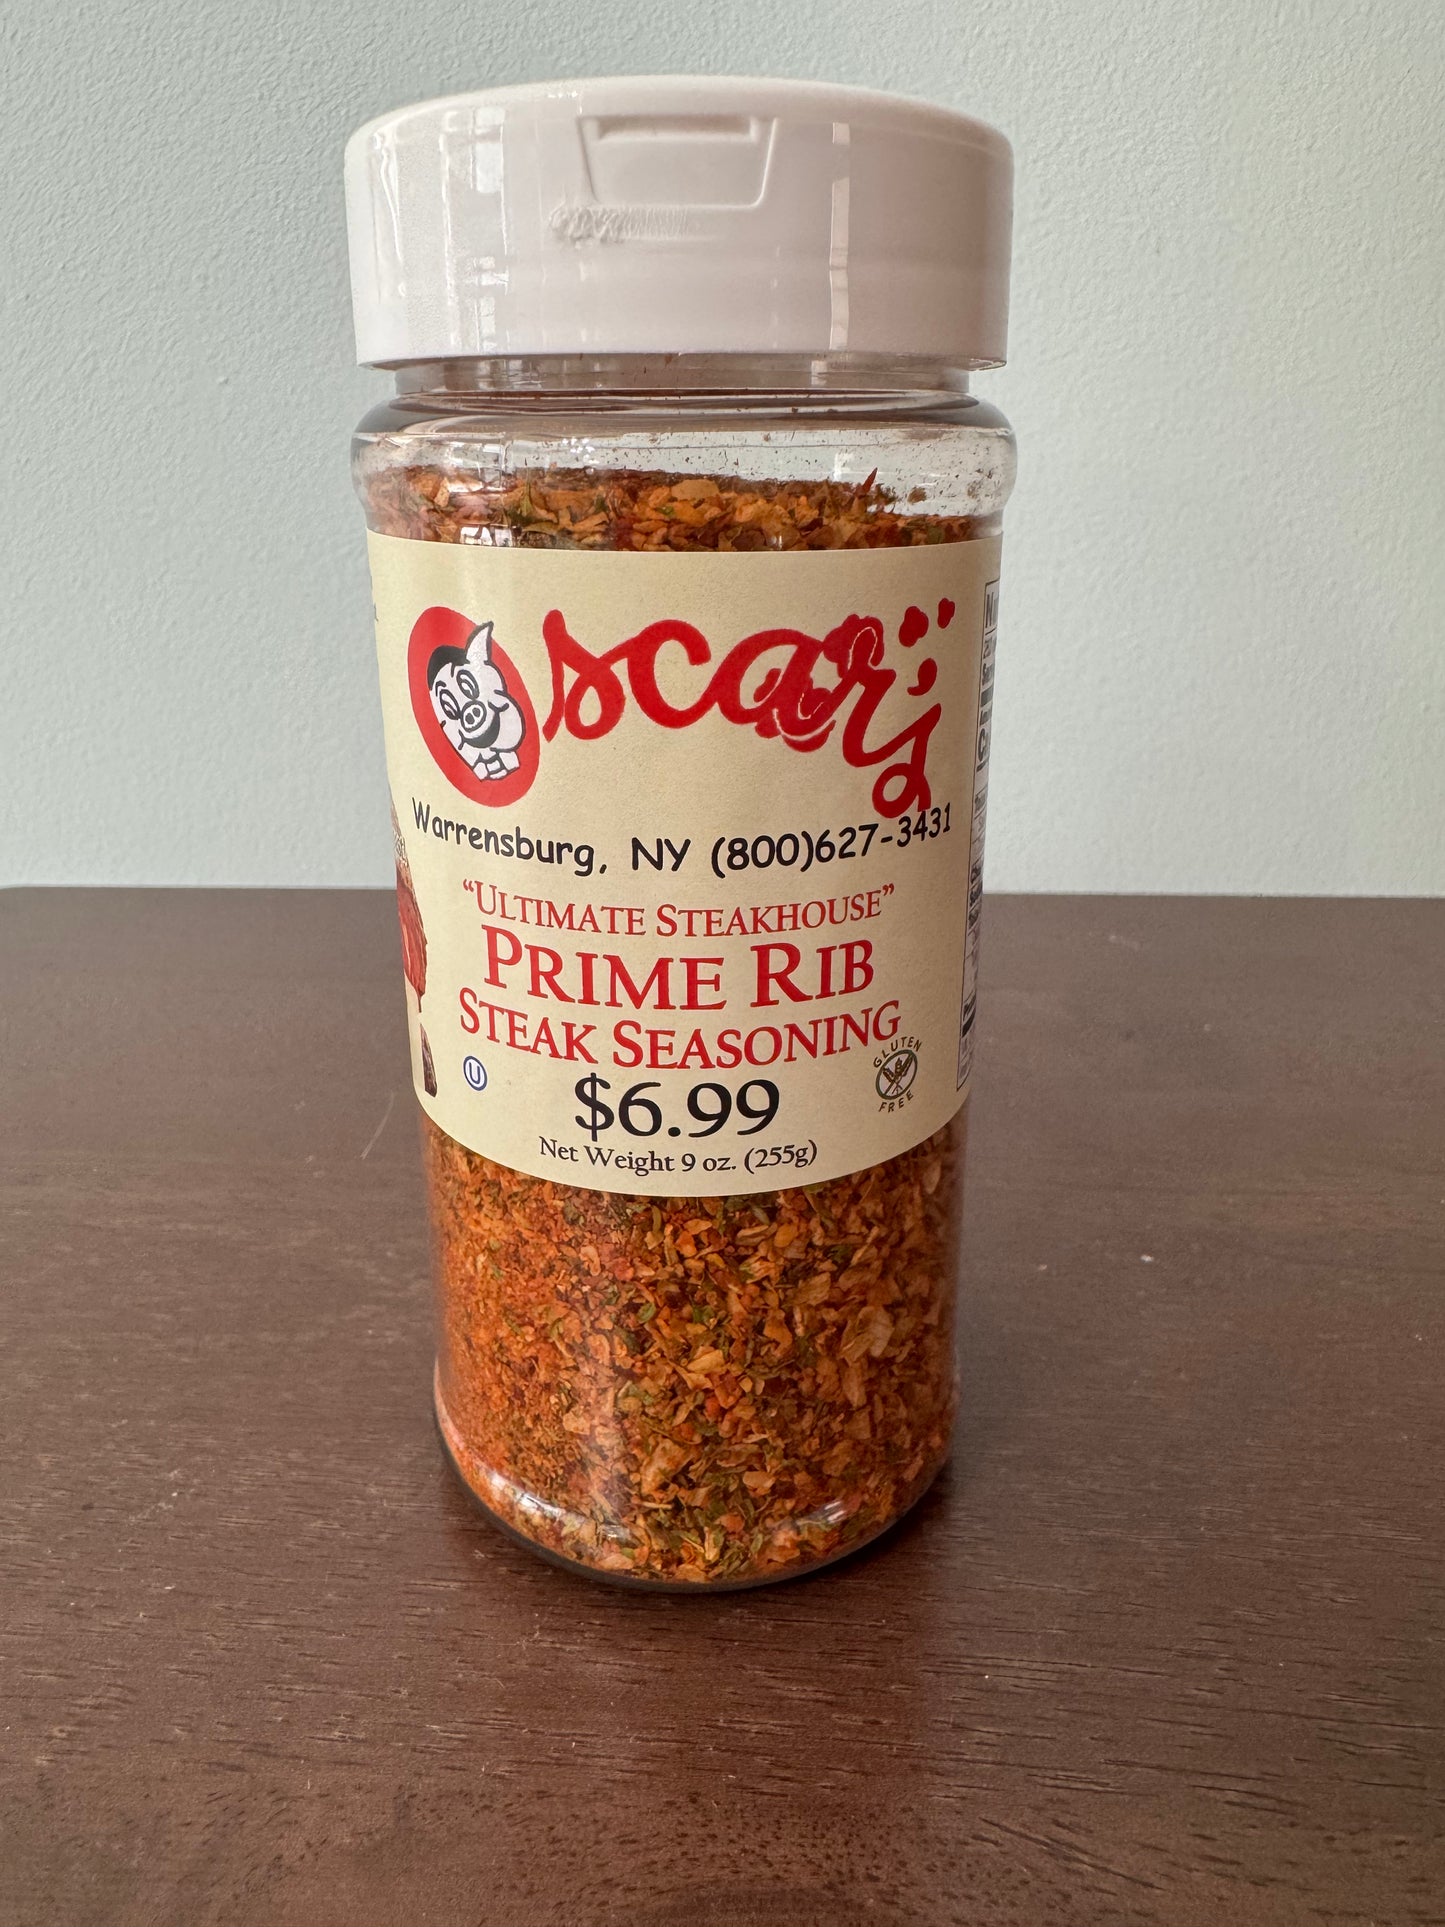 Oscar's
Warrensburg, NY (800)627-3431
"ULTIMATE STEAKHOUSE"
PRIME RIB
STEAK SEASONING
U
GLUTEN
FREE
$6.99
Net Weight 9 oz. (255g)